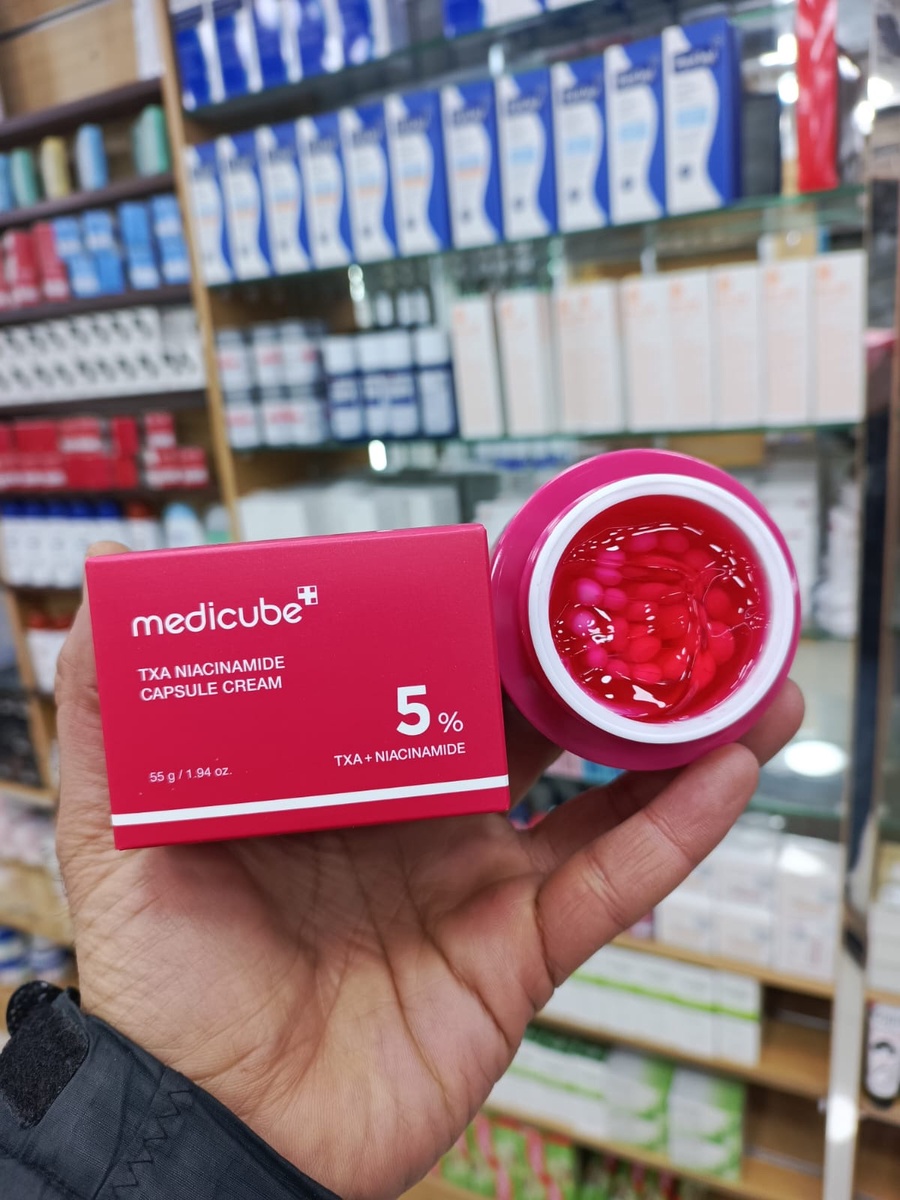 medicube
TXA NIACINAMIDE
CAPSULE CREAM
5 %
TXA + NIACINAMIDE
55 g / 1.94 oz.